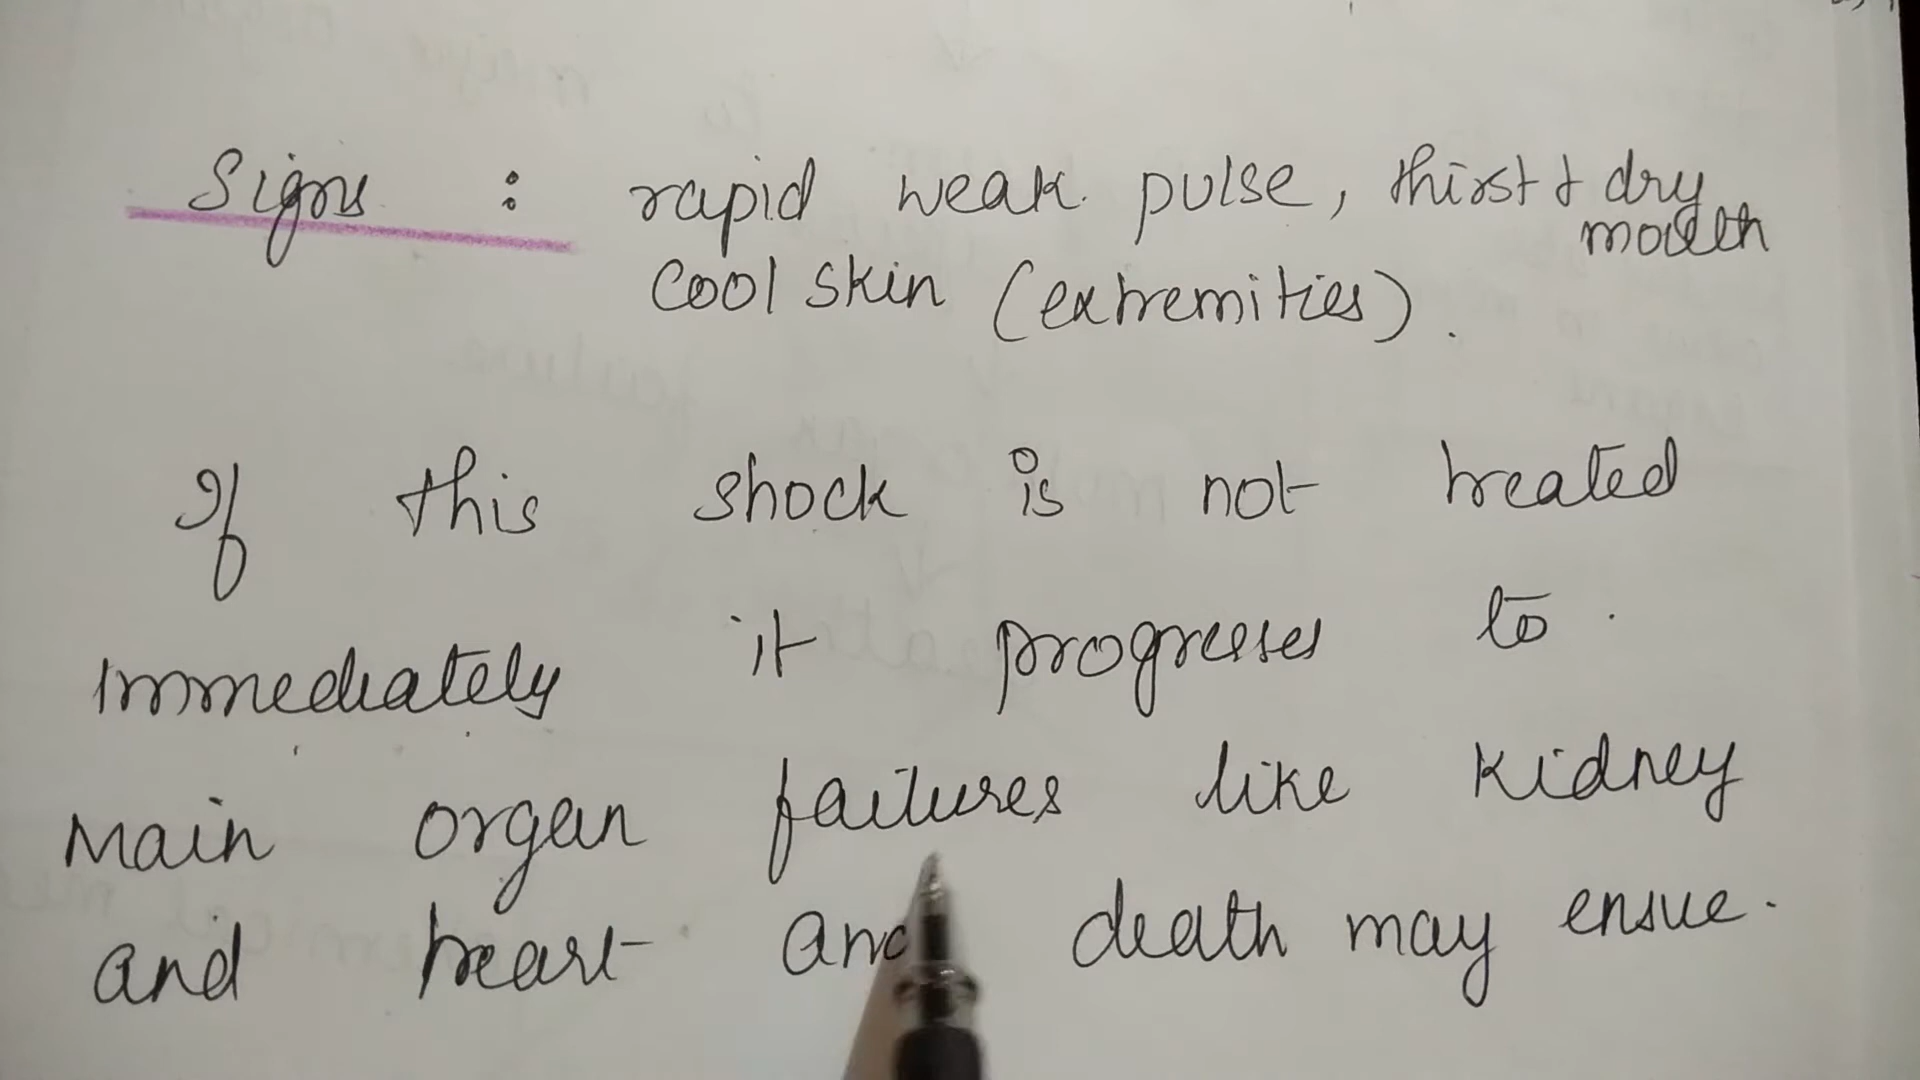 Signs : rapid weak pulse, thirst & dry mouth
Cool skin (extremities).
If this shock is not treated
Immediately it progresses to
Main organ failures like Kidney
and heart and death may ensue.